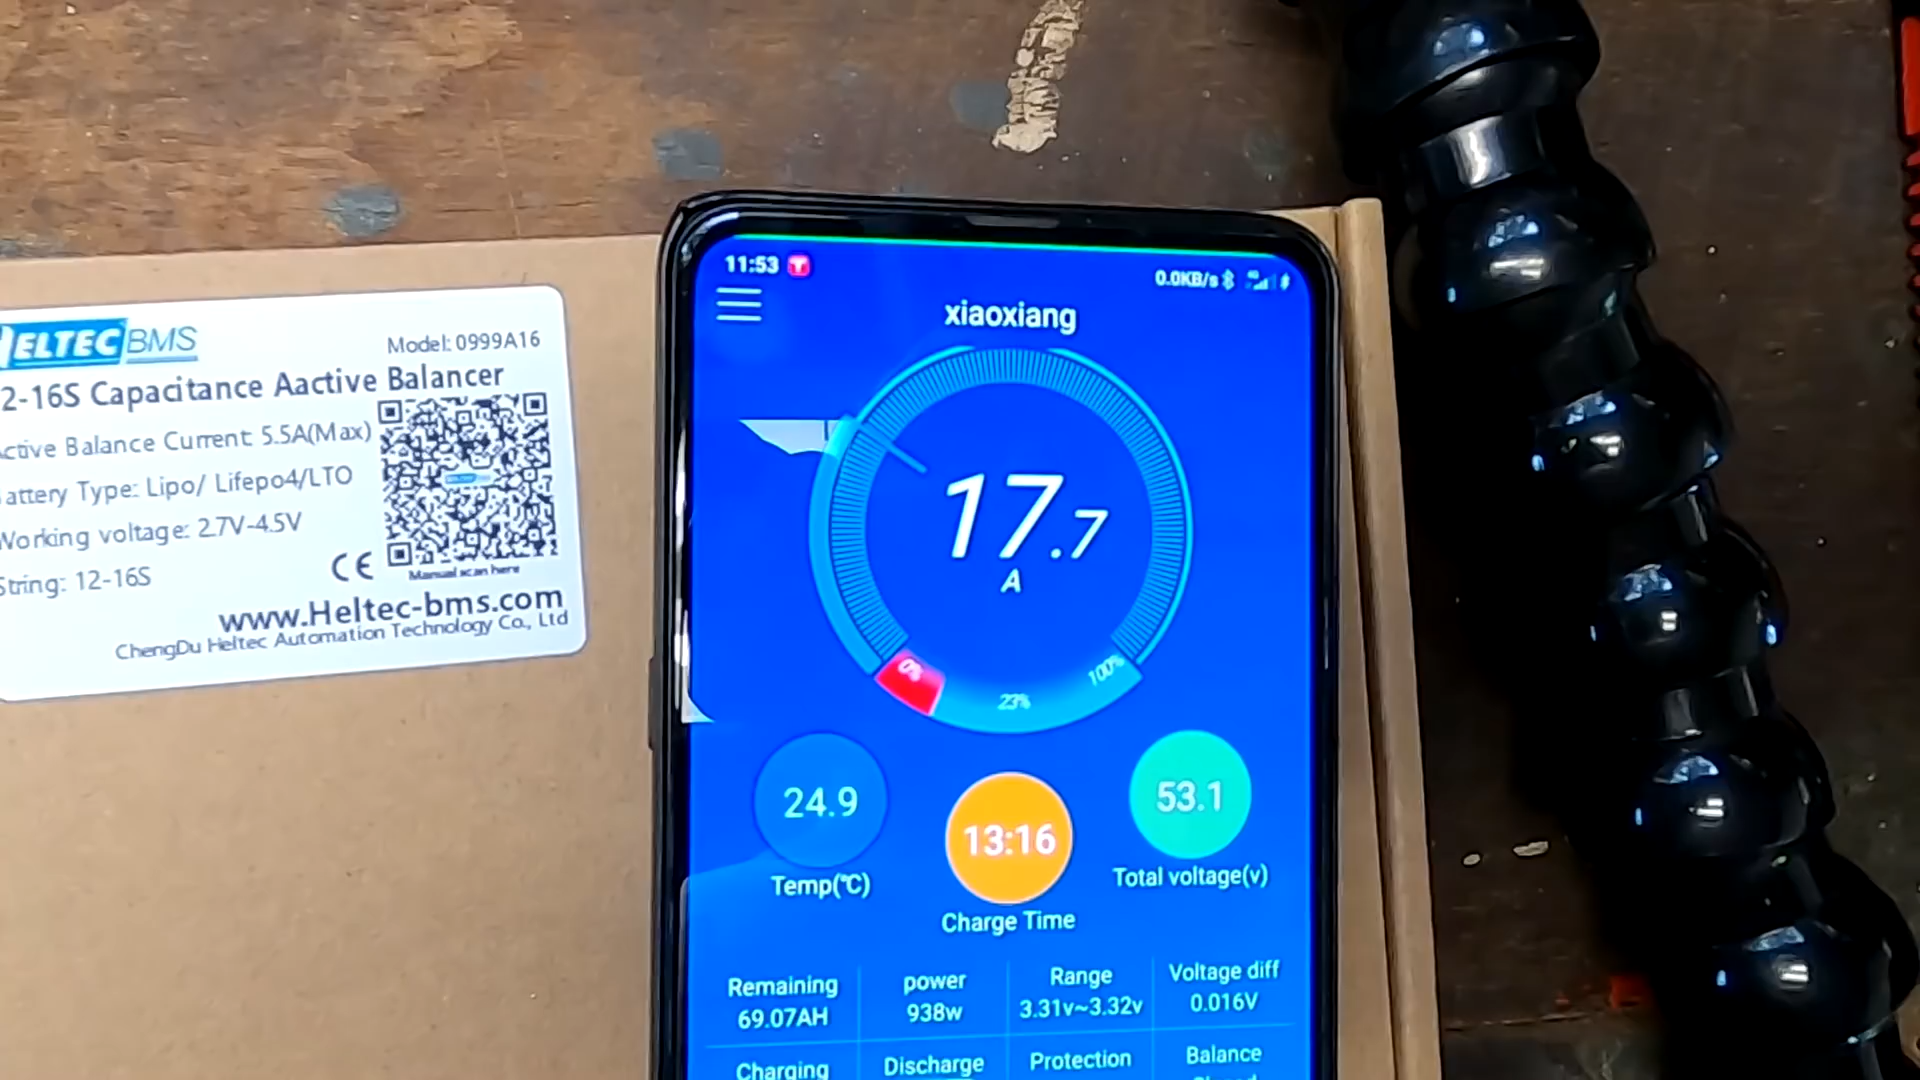 HELTEC BMS
Model: 0999A16
2-16S Capacitance Aactive Balancer
ctive Balance Current: 5.5A(Max)
attery Type: Lipo/ Lifepo4/LTO
Working voltage: 2.7V-4.5V
String: 12-16S
CE
Manual scan here
www.Heltec-bms.com
ChengDu Heltec Automation Technology Co., Ltd
11:53
0.0KB/s
xiaoxiang
17.7
A
0%
23%
100%
24.9
Temp(℃)
13:16
Charge Time
53.1
Total voltage(v)
Remaining
69.07AH
power
938w
Range
3.31v~3.32v
Voltage diff
0.016V
Charging
Discharge
Protection
Balance